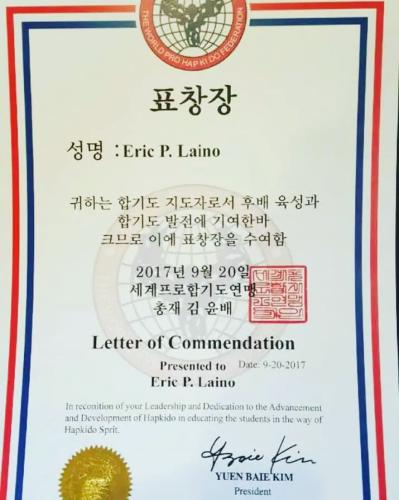 THE WORLD PRO HAP KI DO FEDERATION
표창장
성명 : Eric P. Laino
귀하는 합기도 지도자로서 후배 육성과
합기도 발전에 기여한바
크므로 이에 표창장을 수여함
2017년 9월 20일
세계프로합기도연맹
총재 김 윤배
Letter of Commendation
Presented to Date: 9-20-2017
Eric P. Laino
In reconition of your Leadership and Dedication to the Advancement
and Development of Hapkido in educating the students in the way of
Hapkido Sprit.
YUEN BAIE KIM
President